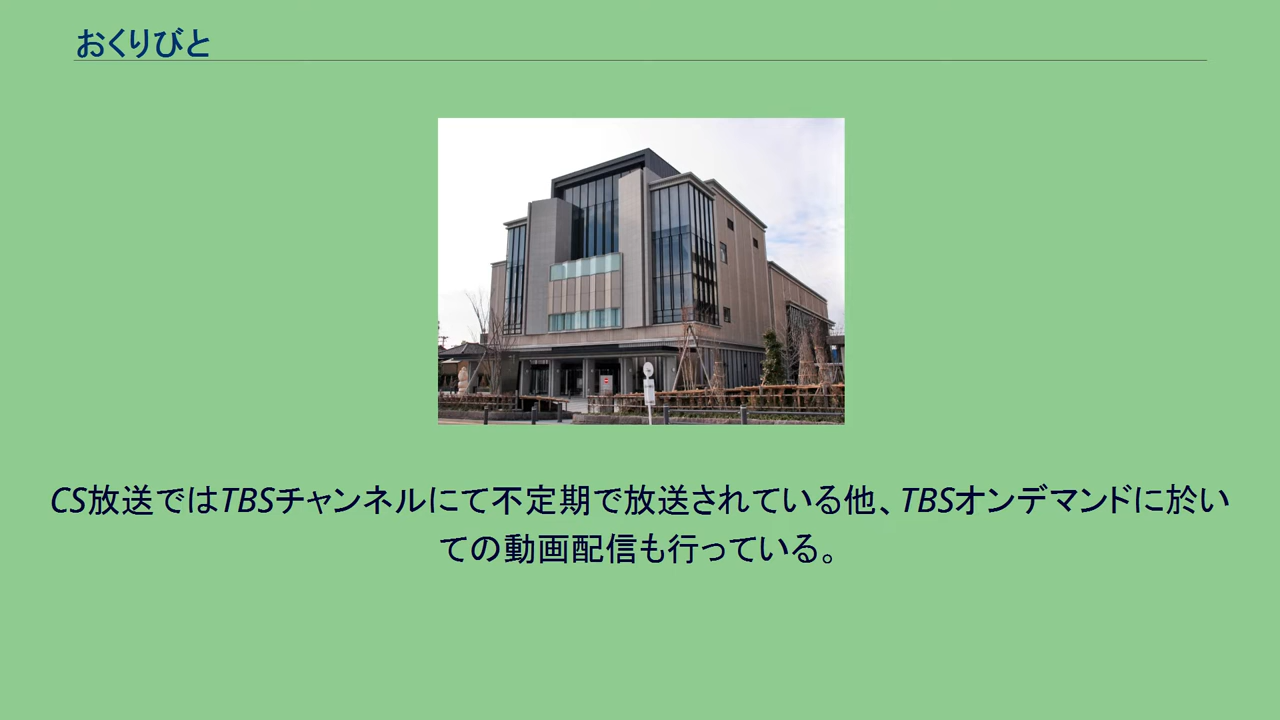 おくりびと
CS放送ではTBSチャンネルにて不定期で放送されている他、TBSオンデマンドに於い
ての動画配信も行っている。